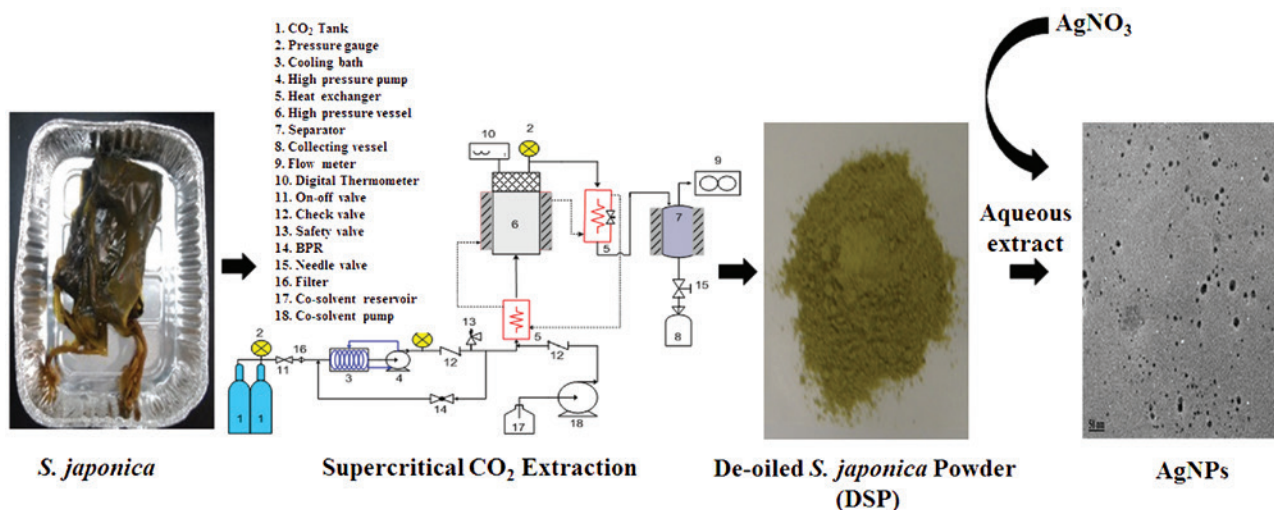 1. CO₂ Tank
2. Pressure gauge
3. Cooling bath
4. High pressure pump
5. Heat exchanger
6. High pressure vessel
7. Separator
8. Collecting vessel
9. Flow meter
10. Digital Thermometer
11. On-off valve
12. Check valve
13. Safety valve
14. BPR
15. Needle valve
16. Filter
17. Co-solvent reservoir
18. Co-solvent pump
10
2
9
6
7
5
15
8
5
13
2
16
11
3
4
12
12
14
1
1
17
18
AgNO₃
Aqueous
extract
50 nm
S. japonica
Supercritical CO₂ Extraction
De-oiled S. japonica Powder
(DSP)
AgNPs